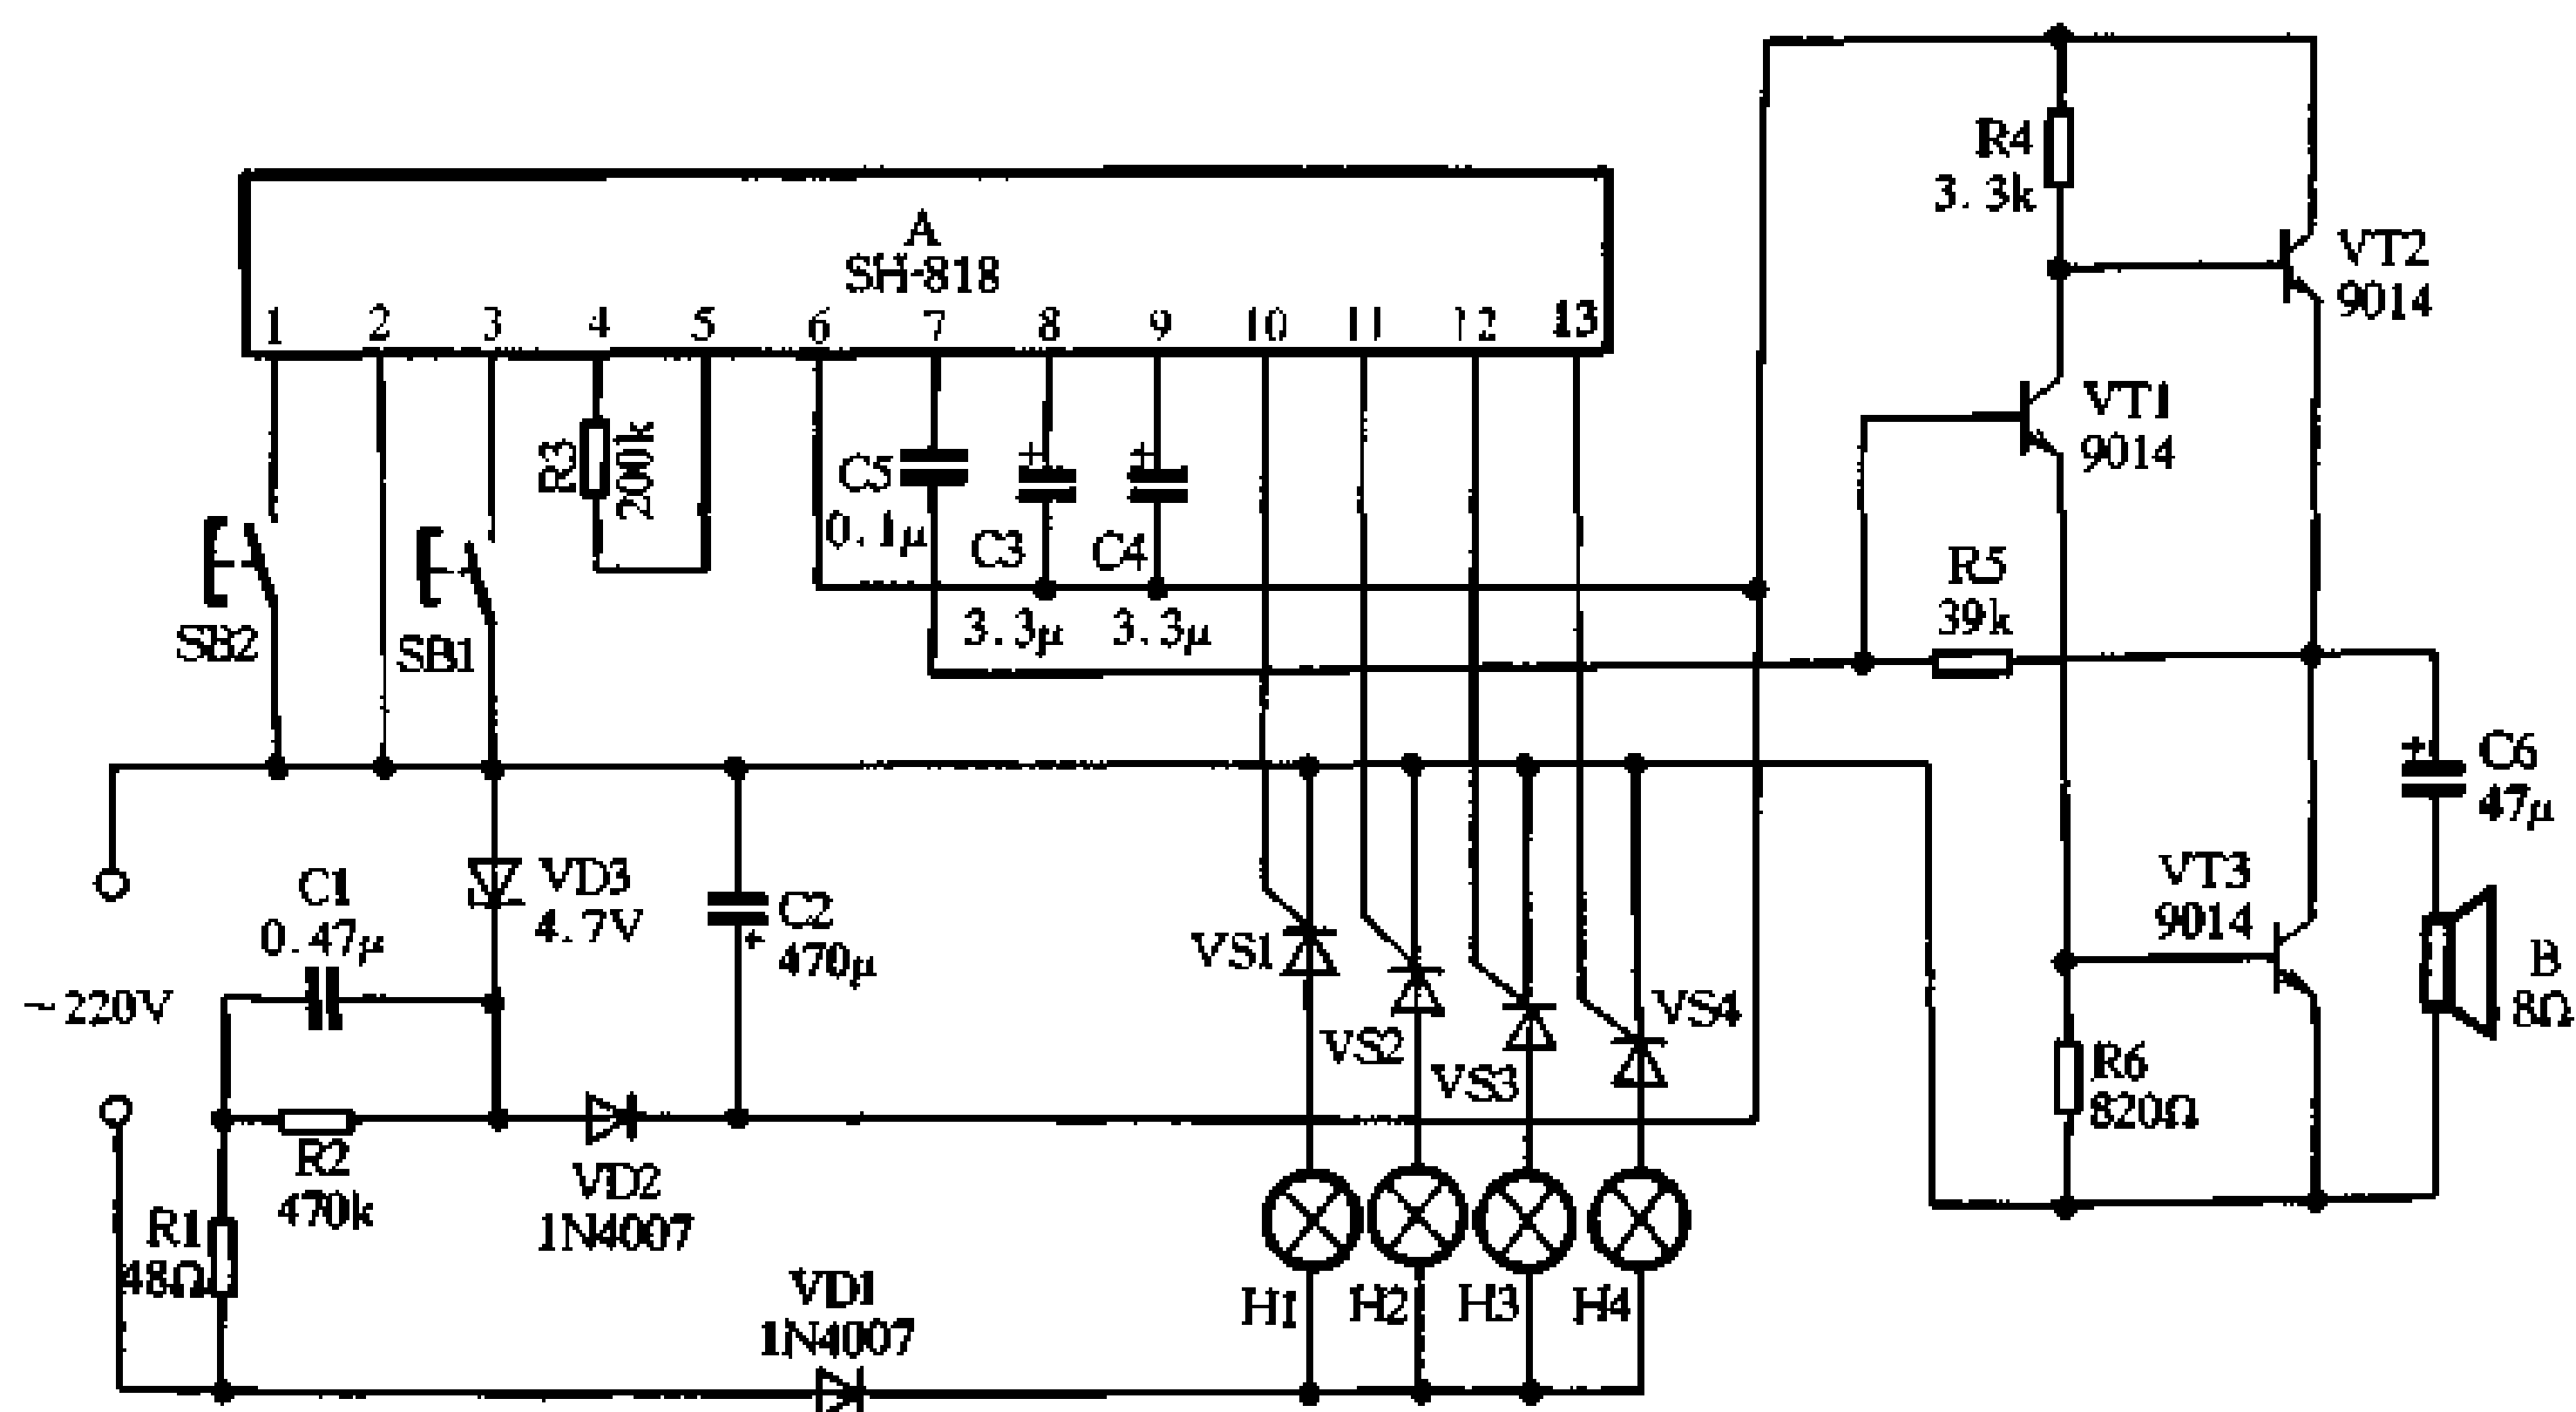 A
SH-818
1 2 3 4 5 6 7 8 9 10 11 12 13
R4
3.3k
VT2
9014
VT1
9014
R3
200k
C5
0.1μ
C3
3.3μ
C4
3.3μ
R5
39k
SB2
SB1
C6
47μ
C1
0.47μ
VD3
4.7V
C2
470μ
VS1
VS2
VS3
VS4
VT3
9014
B
8Ω
~220V
R2
470k
VD2
1N4007
R6
820Ω
R1
48Ω
VD1
1N4007
H1
H2
H3
H4
+
+
+
+